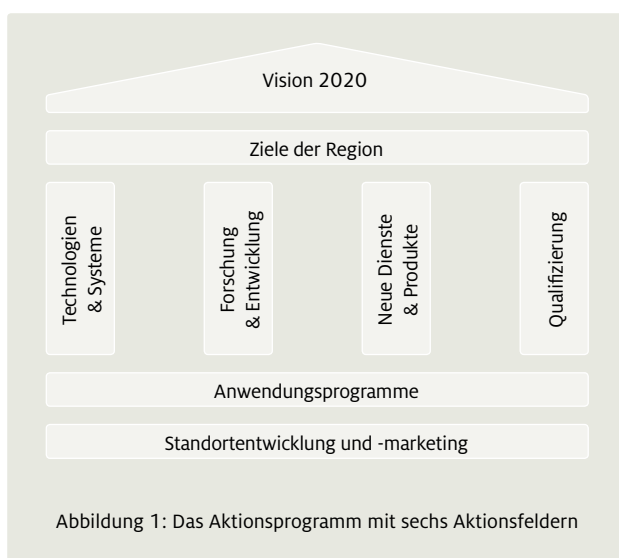 Vision 2020
Ziele der Region
Technologien
& Systeme
Forschung
& Entwicklung
Neue Dienste
& Produkte
Qualifizierung
Anwendungsprogramme
Standortentwicklung und -marketing
Abbildung 1: Das Aktionsprogramm mit sechs Aktionsfeldern